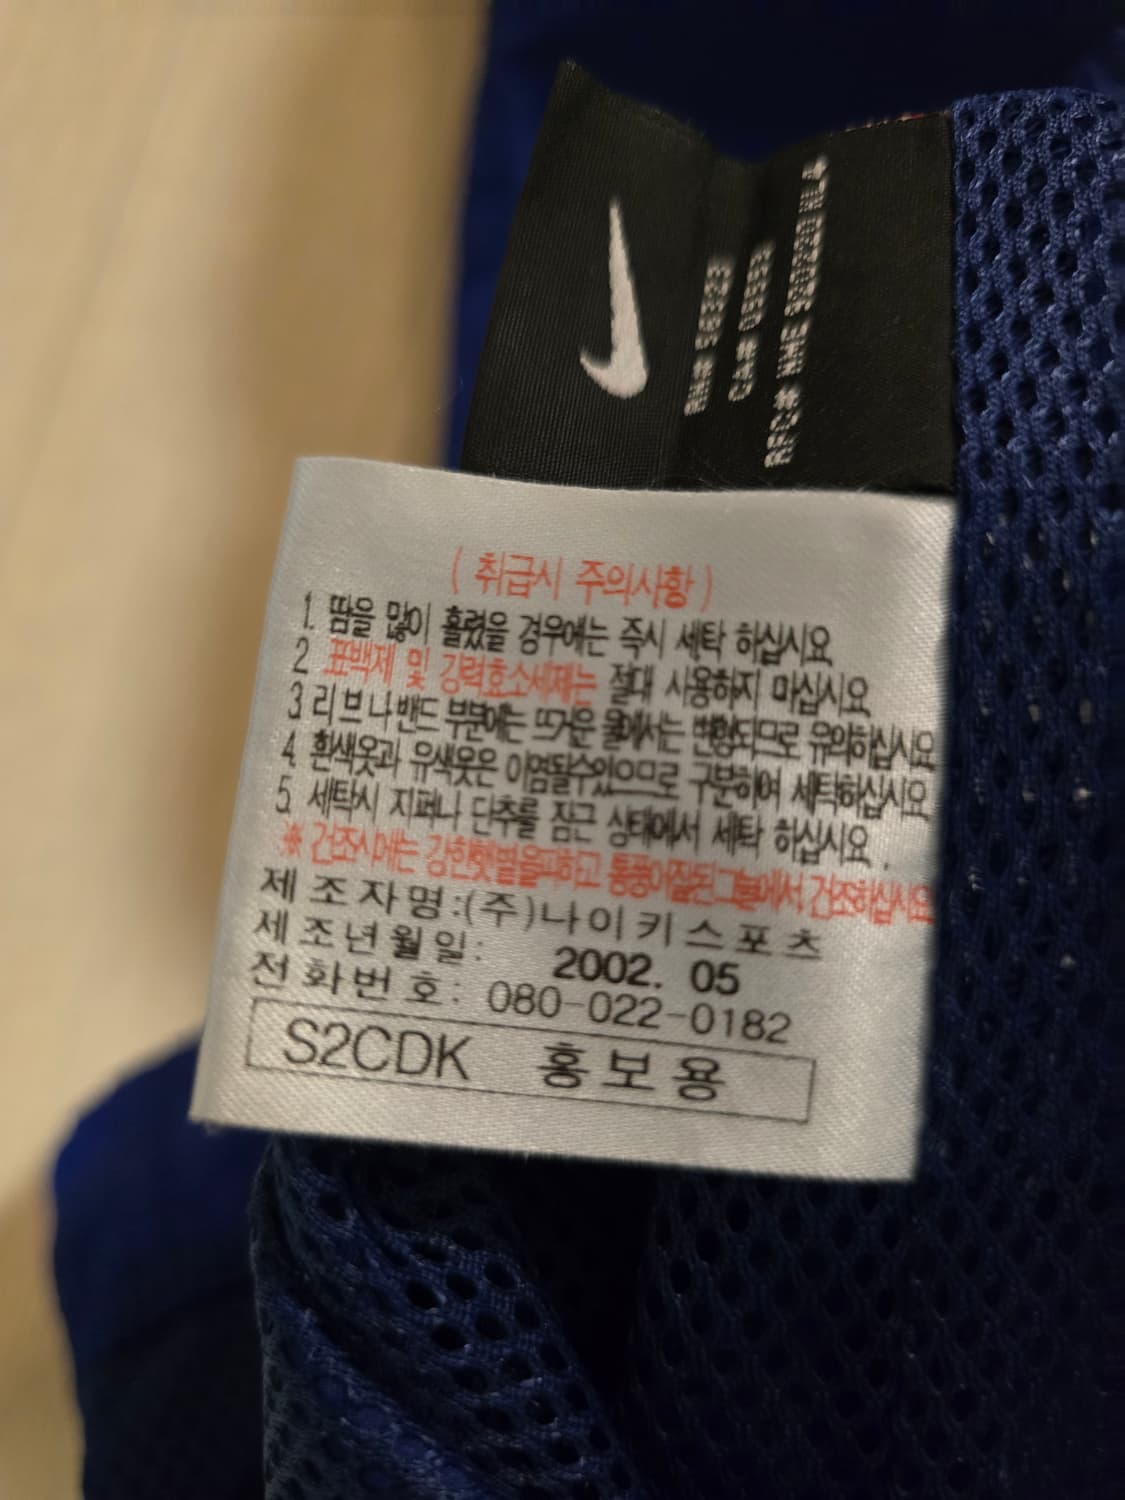 ( 취급시 주의사항 )
1. 땀을 많이 흘렸을 경우에는 즉시 세탁 하십시요
2 표백제 및 강력효소세제는 절대 사용하지 마십시요
3 리브나밴드 부분에는 뜨거운 물에서는 변형되므로 유의하십시요
4 흰색옷과 유색옷은 이염될수있으므로 구분하여 세탁하십시요
5. 세탁시 지퍼나 단추를 잠근 상태에서 세탁 하십시요.
※ 건조시에는 강한햇볕을피하고 통풍이잘된그늘에서 건조하십시요
제조자명:(주)나이키스포츠
제조년월일: 2002. 05
전화번호: 080-022-0182
S2CDK 홍보용
CA# 05553